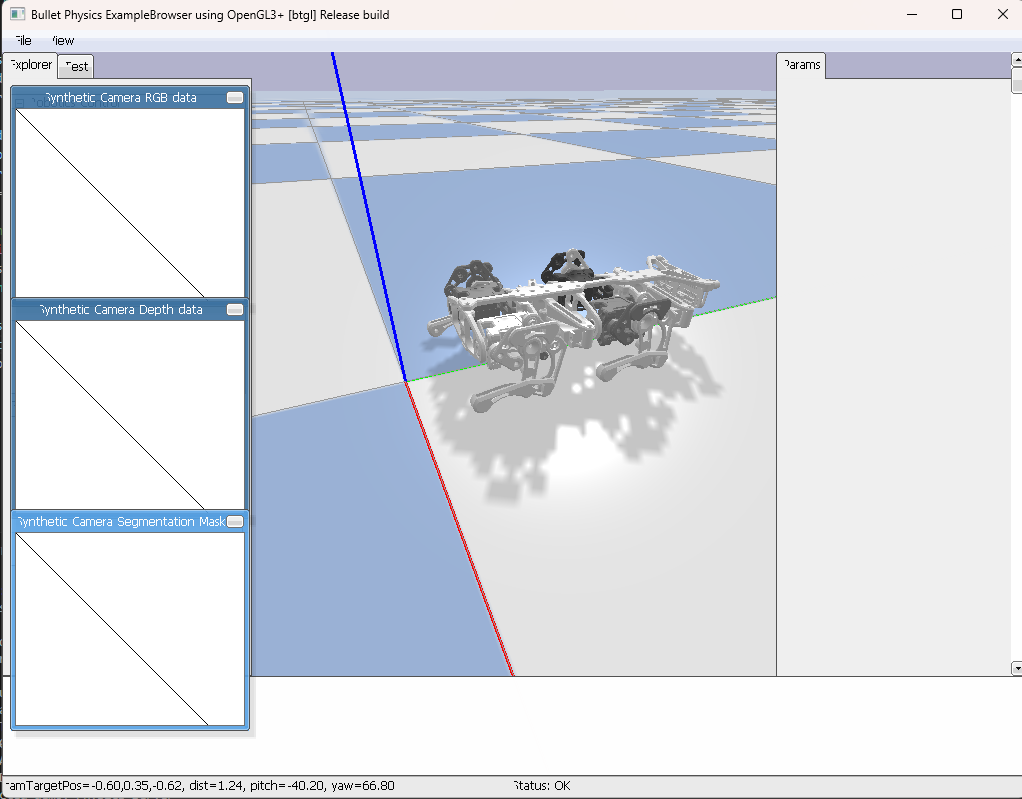 Bullet Physics ExampleBrowser using OpenGL3+ [btgl] Release build
File View
Explorer Test Params
Synthetic Camera RGB data
Synthetic Camera Depth data
Synthetic Camera Segmentation Mask
camTargetPos=-0.60,0.35,-0.62, dist=1.24, pitch=-40.20, yaw=66.80 Status: OK